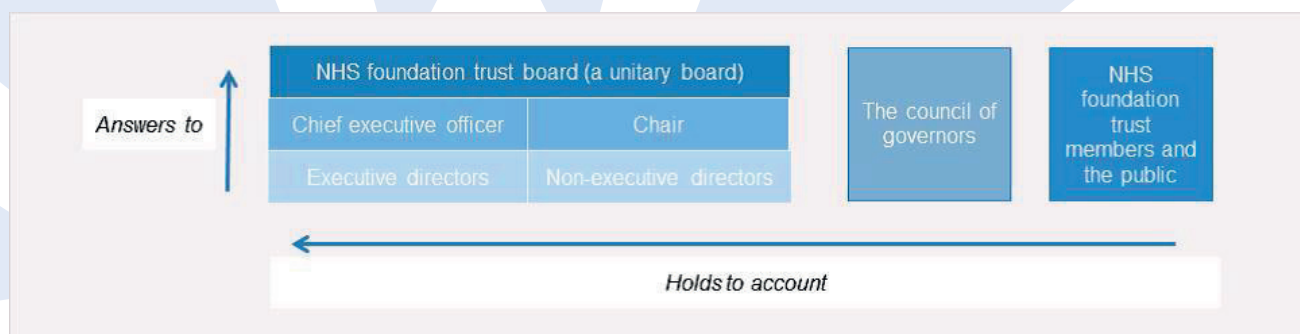 NHS foundation trust board (a unitary board)
Answers to
Chief executive officer
Chair
Executive directors
Non-executive directors
The council of
governors
NHS
foundation
trust
members and
the public
Holds to account